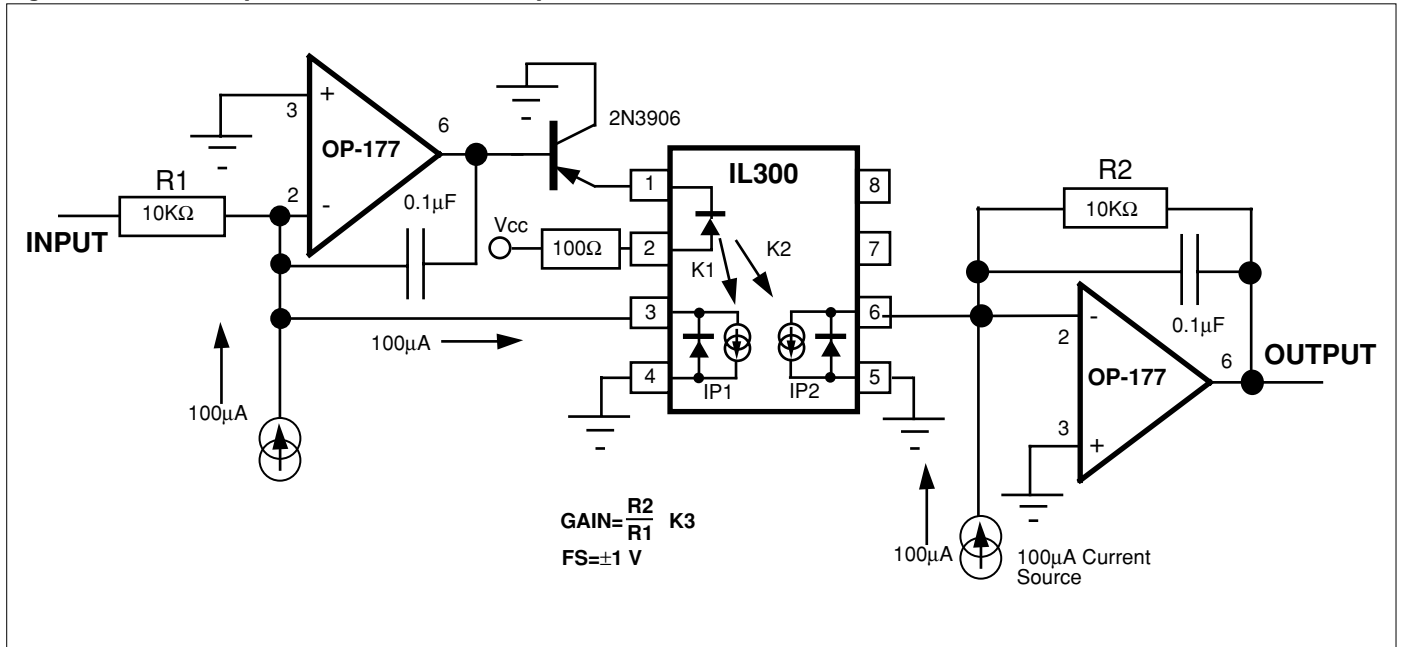 2N3906
6
3
+
OP-177
IL300
R1
1
8
R2
10KΩ
2
-
0.1µF
10KΩ
INPUT
Vcc
100Ω
2
K1
K2
7
3
6
-
0.1µF
100µA
2
6
OUTPUT
OP-177
4
IP1
IP2
5
100µA
3
+
GAIN=R2/R1 K3
FS=±1 V
100µA
100µA Current
Source